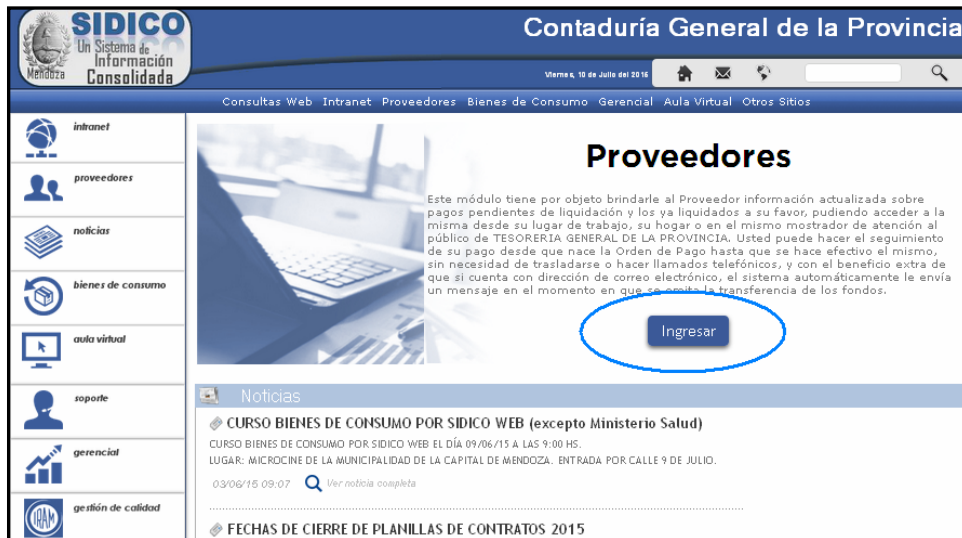 SIDICO
Un Sistema de
Información
Consolidada
Mendoza
Contaduría General de la Provincia
Viernes, 10 de Julio del 2015
Consultas Web Intranet Proveedores Bienes de Consumo Gerencial Aula Virtual Otros Sitios
intranet
proveedores
noticias
bienes de consumo
aula virtual
soporte
gerencial
gestión de calidad
IRAM
Proveedores
Este módulo tiene por objeto brindarle al Proveedor información actualizada sobre
pagos pendientes de liquidación y los ya liquidados a su favor, pudiendo acceder a la
misma desde su lugar de trabajo, su hogar o en el mismo mostrador de atención al
público de TESORERIA GENERAL DE LA PROVINCIA. Usted puede hacer el seguimiento
de su pago desde que nace la Orden de Pago hasta que se hace efectivo el mismo,
sin necesidad de trasladarse o hacer llamados telefónicos, y con el beneficio extra de
que si cuenta con dirección de correo electrónico, el sistema automáticamente le envía
un mensaje en el momento en que se emita la transferencia de los fondos.
Ingresar
Noticias
CURSO BIENES DE CONSUMO POR SIDICO WEB (excepto Ministerio Salud)
CURSO BIENES DE CONSUMO POR SIDICO WEB EL DÍA 09/06/15 A LAS 9:00 HS.
LUGAR: MICROCINE DE LA MUNICIPALIDAD DE LA CAPITAL DE MENDOZA. ENTRADA POR CALLE 9 DE JULIO.
03/06/15 09:07 Ver noticia completa
FECHAS DE CIERRE DE PLANILLAS DE CONTRATOS 2015